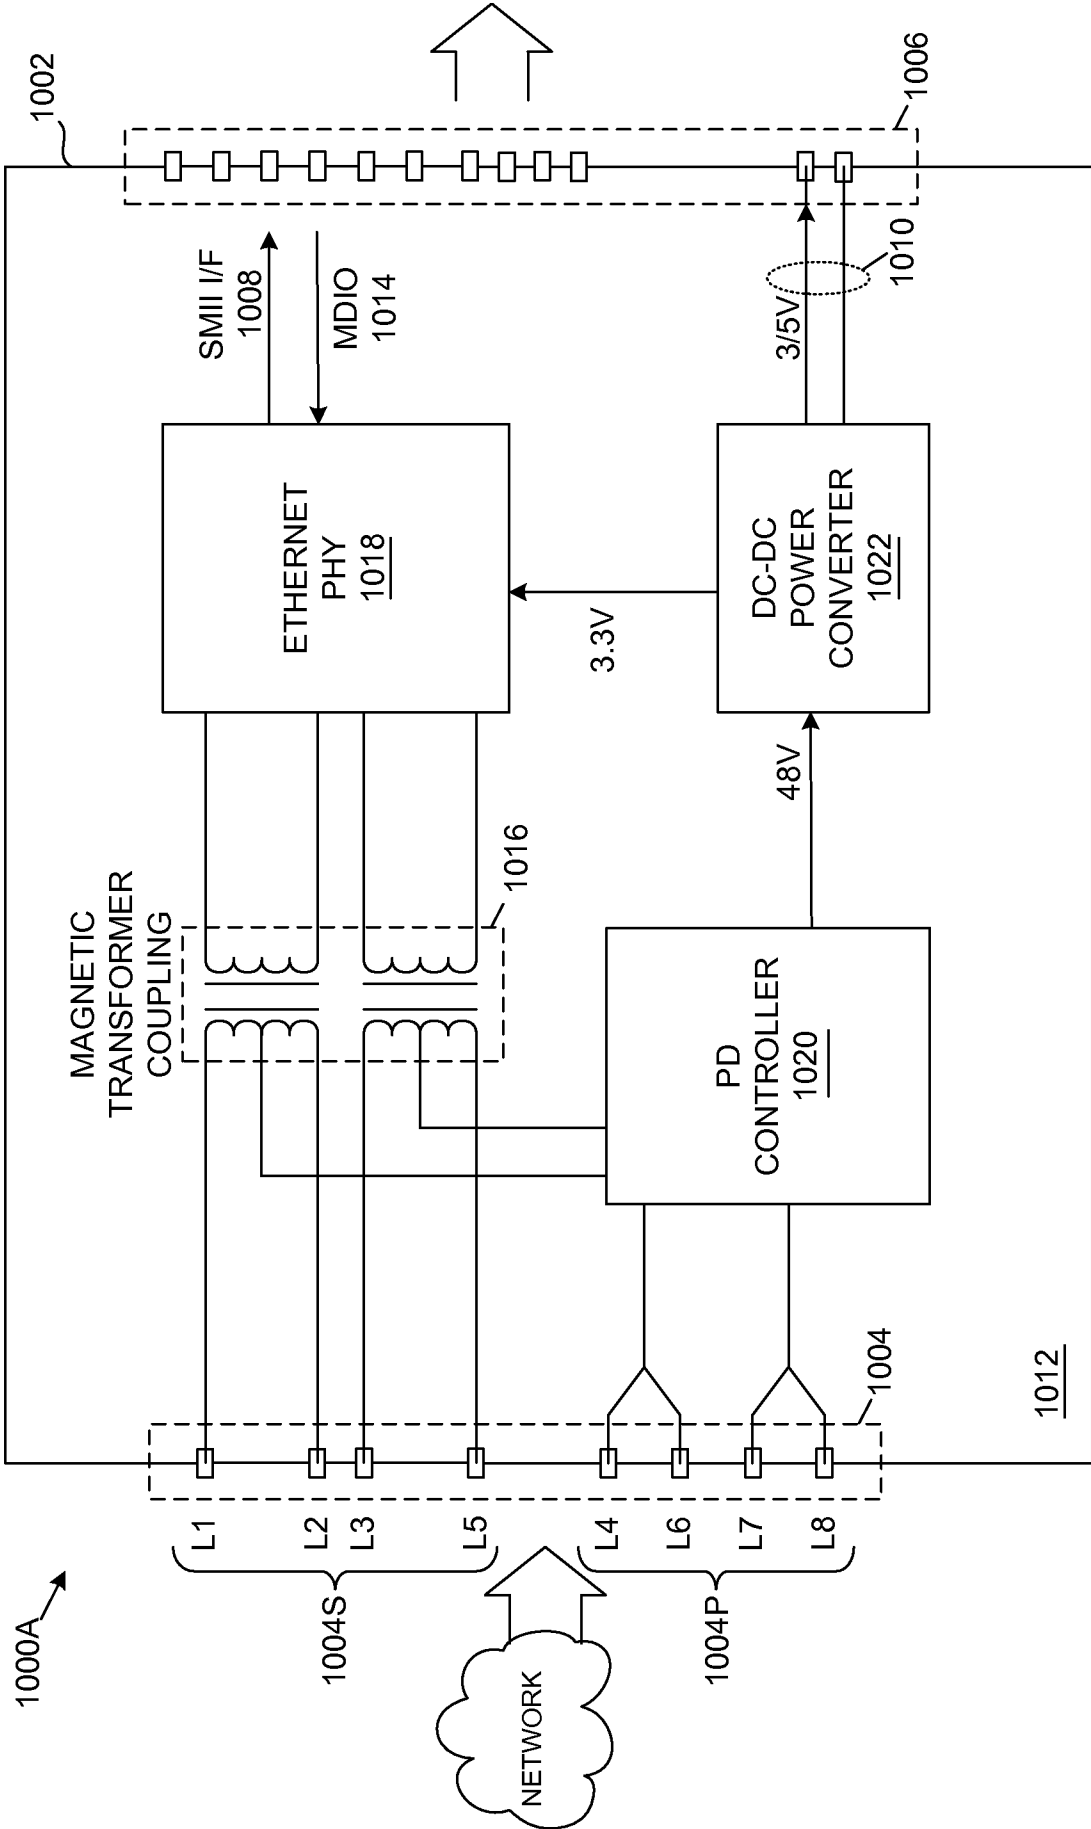 1000A
1002
MAGNETIC
TRANSFORMER
COUPLING
1016
SMII I/F
1008
MDIO
1014
ETHERNET
PHY
1018
L1
L2
L3
L5
1004S
NETWORK
L4
L6
L7
L8
1004P
1004
PD
CONTROLLER
1020
48V
3.3V
DC-DC
POWER
CONVERTER
1022
3/5V
1010
1006
1012